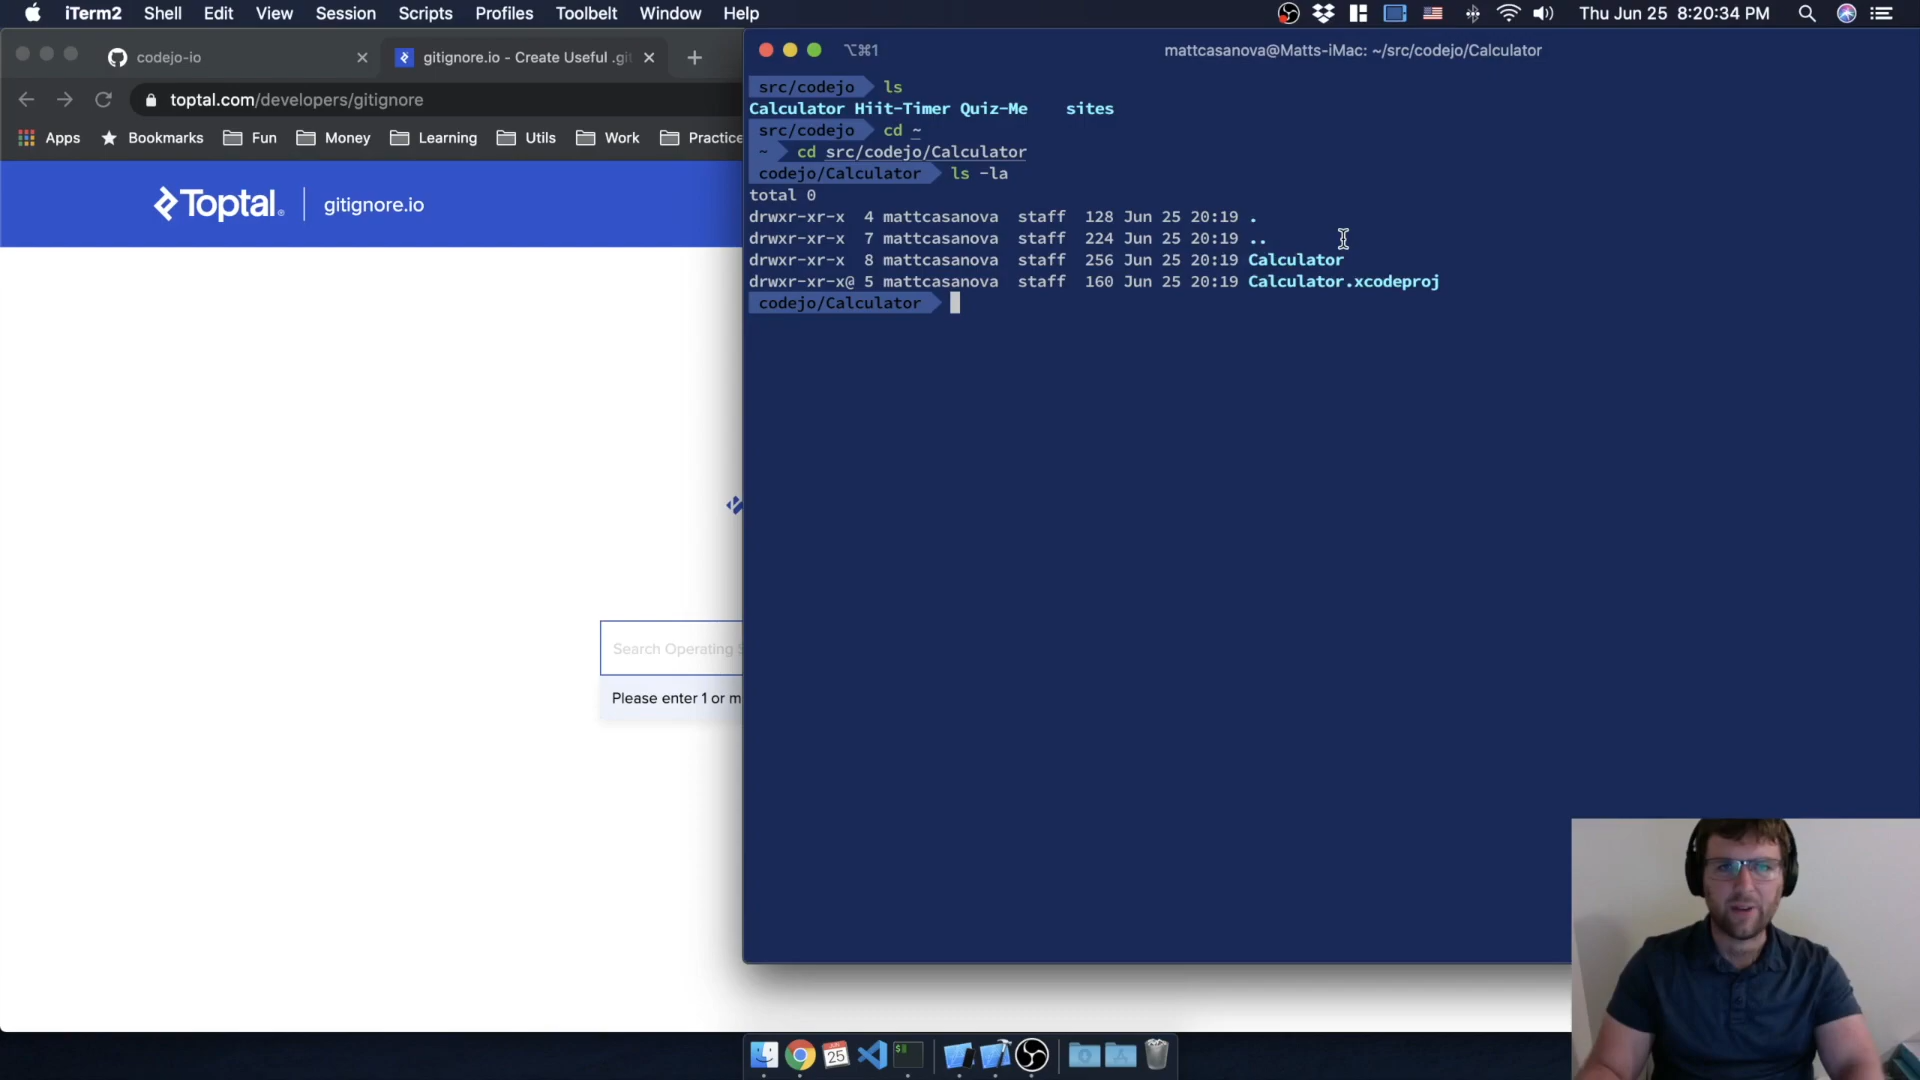 iTerm2 Shell Edit View Session Scripts Profiles Toolbelt Window Help Thu Jun 25 8:20:34 PM
codejo-io
gitignore.io - Create Useful .gi
toptal.com/developers/gitignore
Apps Bookmarks Fun Money Learning Utils Work Practice
Toptal | gitignore.io
Search Operating S
Please enter 1 or m
⌥⌘1 mattcasanova@Matts-iMac: ~/src/codejo/Calculator
src/codejo ls
Calculator Hiit-Timer Quiz-Me sites
src/codejo cd ~
~ cd src/codejo/Calculator
codejo/Calculator ls -la
total 0
drwxr-xr-x 4 mattcasanova staff 128 Jun 25 20:19 .
drwxr-xr-x 7 mattcasanova staff 224 Jun 25 20:19 ..
drwxr-xr-x 8 mattcasanova staff 256 Jun 25 20:19 Calculator
drwxr-xr-x@ 5 mattcasanova staff 160 Jun 25 20:19 Calculator.xcodeproj
codejo/Calculator
JUN
25
$